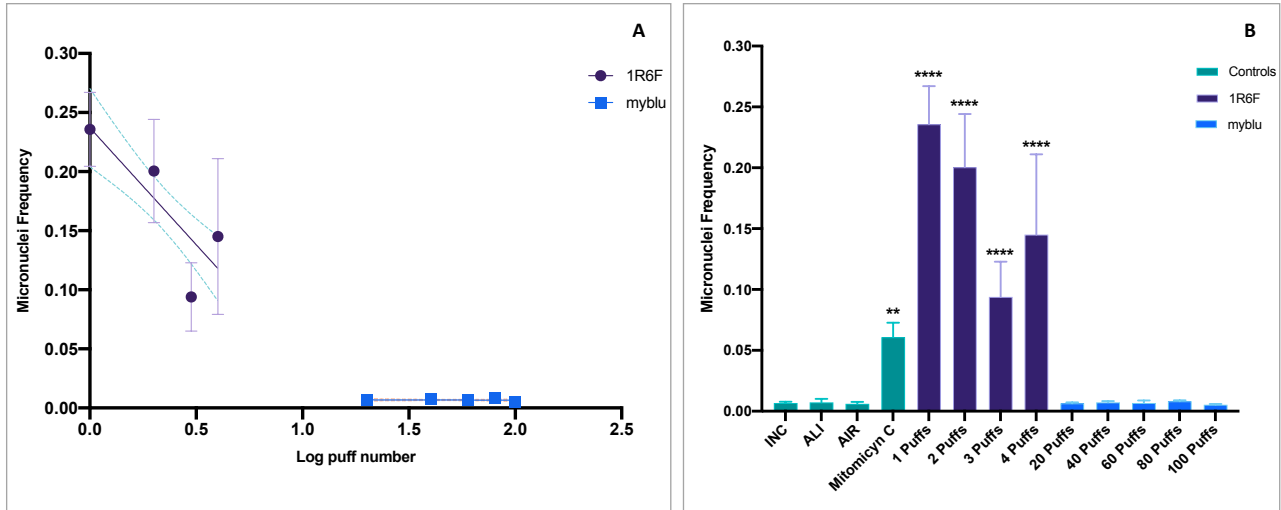 A
Micronuclei Frequency
0.30
0.25
0.20
0.15
0.10
0.05
0.00
0.0
0.5
1.0
1.5
2.0
2.5
Log puff number
1R6F
myblu
B
Micronuclei Frequency
0.30
0.25
0.20
0.15
0.10
0.05
0.00
**
****
****
****
****
INC
ALI
AIR
Mitomicyn C
1 Puffs
2 Puffs
3 Puffs
4 Puffs
20 Puffs
40 Puffs
60 Puffs
80 Puffs
100 Puffs
Controls
1R6F
myblu